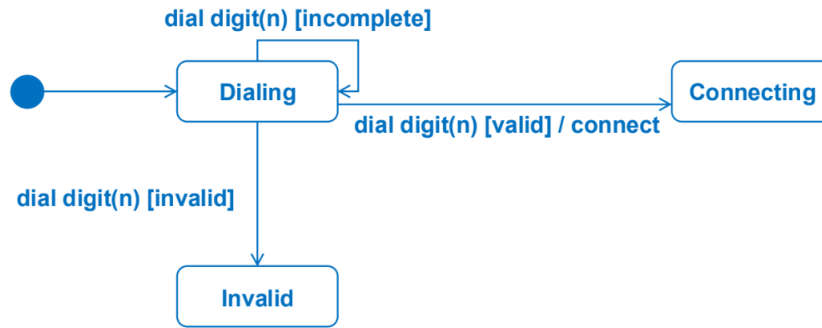 dial digit(n) [incomplete]
Dialing
Connecting
dial digit(n) [valid] / connect
dial digit(n) [invalid]
Invalid